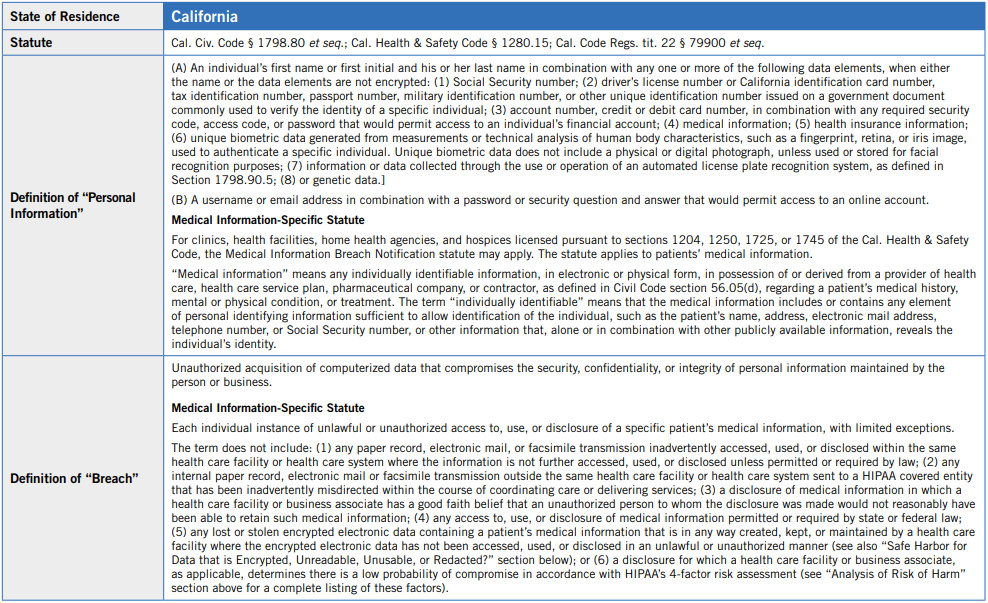 State of Residence
California
Statute
Cal. Civ. Code § 1798.80 et seq.; Cal. Health & Safety Code § 1280.15; Cal. Code Regs. tit. 22 § 79900 et seq.
Definition of “Personal
Information”
(A) An individual’s first name or first initial and his or her last name in combination with any one or more of the following data elements, when either
the name or the data elements are not encrypted: (1) Social Security number; (2) driver’s license number or California identification card number,
tax identification number, passport number, military identification number, or other unique identification number issued on a government document
commonly used to verify the identity of a specific individual; (3) account number, credit or debit card number, in combination with any required security
code, access code, or password that would permit access to an individual’s financial account; (4) medical information; (5) health insurance information;
(6) unique biometric data generated from measurements or technical analysis of human body characteristics, such as a fingerprint, retina, or iris image,
used to authenticate a specific individual. Unique biometric data does not include a physical or digital photograph, unless used or stored for facial
recognition purposes; (7) information or data collected through the use or operation of an automated license plate recognition system, as defined in
Section 1798.90.5; (8) or genetic data.]
(B) A username or email address in combination with a password or security question and answer that would permit access to an online account.
Medical Information-Specific Statute
For clinics, health facilities, home health agencies, and hospices licensed pursuant to sections 1204, 1250, 1725, or 1745 of the Cal. Health & Safety
Code, the Medical Information Breach Notification statute may apply. The statute applies to patients’ medical information.
“Medical information” means any individually identifiable information, in electronic or physical form, in possession of or derived from a provider of health
care, health care service plan, pharmaceutical company, or contractor, as defined in Civil Code section 56.05(d), regarding a patient’s medical history,
mental or physical condition, or treatment. The term “individually identifiable” means that the medical information includes or contains any element
of personal identifying information sufficient to allow identification of the individual, such as the patient’s name, address, electronic mail address,
telephone number, or Social Security number, or other information that, alone or in combination with other publicly available information, reveals the
individual’s identity.
Definition of “Breach”
Unauthorized acquisition of computerized data that compromises the security, confidentiality, or integrity of personal information maintained by the
person or business.
Medical Information-Specific Statute
Each individual instance of unlawful or unauthorized access to, use, or disclosure of a specific patient’s medical information, with limited exceptions.
The term does not include: (1) any paper record, electronic mail, or facsimile transmission inadvertently accessed, used, or disclosed within the same
health care facility or health care system where the information is not further accessed, used, or disclosed unless permitted or required by law; (2) any
internal paper record, electronic mail or facsimile transmission outside the same health care facility or health care system sent to a HIPAA covered entity
that has been inadvertently misdirected within the course of coordinating care or delivering services; (3) a disclosure of medical information in which a
health care facility or business associate has a good faith belief that an unauthorized person to whom the disclosure was made would not reasonably have
been able to retain such medical information; (4) any access to, use, or disclosure of medical information permitted or required by state or federal law;
(5) any lost or stolen encrypted electronic data containing a patient’s medical information that is in any way created, kept, or maintained by a health care
facility where the encrypted electronic data has not been accessed, used, or disclosed in an unlawful or unauthorized manner (see also “Safe Harbor for
Data that is Encrypted, Unreadable, Unusable, or Redacted?” section below); or (6) a disclosure for which a health care facility or business associate,
as applicable, determines there is a low probability of compromise in accordance with HIPAA’s 4-factor risk assessment (see “Analysis of Risk of Harm”
section above for a complete listing of these factors).